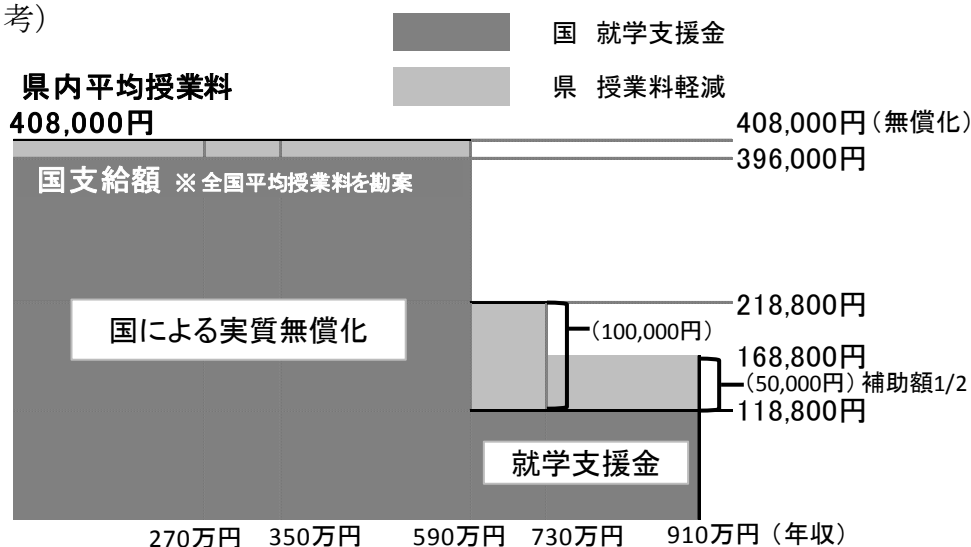 考)
国 就学支援金
県 授業料軽減
県内平均授業料
408,000円
408,000円(無償化)
396,000円
国支給額 ※全国平均授業料を勘案
218,800円
国による実質無償化
(100,000円)
168,800円
(50,000円)補助額1/2
118,800円
就学支援金
270万円 350万円 590万円 730万円 910万円(年収)